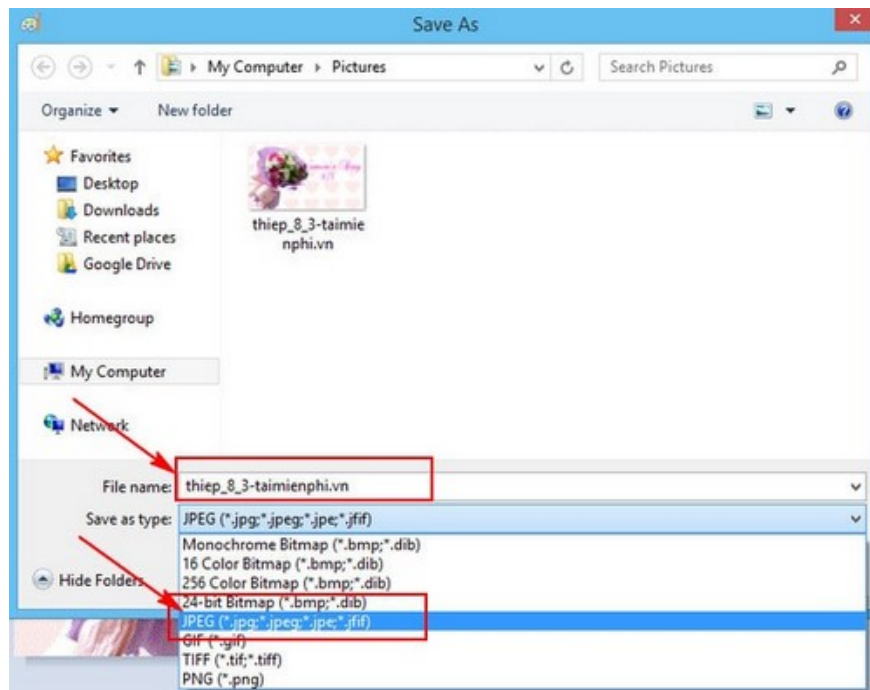 Save As
My Computer Pictures
Search Pictures
Organize New folder
Favorites
Desktop
Downloads
Recent places
Google Drive
Homegroup
My Computer
Network
thiep_8_3-taimie
nphi.vn
File name: thiep_8_3-taimienphi.vn
Save as type: JPEG (*.jpg;*.jpeg;*.jpe;*.jfif)
Monochrome Bitmap (*.bmp;*.dib)
16 Color Bitmap (*.bmp;*.dib)
256 Color Bitmap (*.bmp;*.dib)
24-bit Bitmap (*.bmp;*.dib)
JPEG (*.jpg;*.jpeg;*.jpe;*.jfif)
GIF (*.gif)
TIFF (*.tif;*.tiff)
PNG (*.png)
Hide Folders